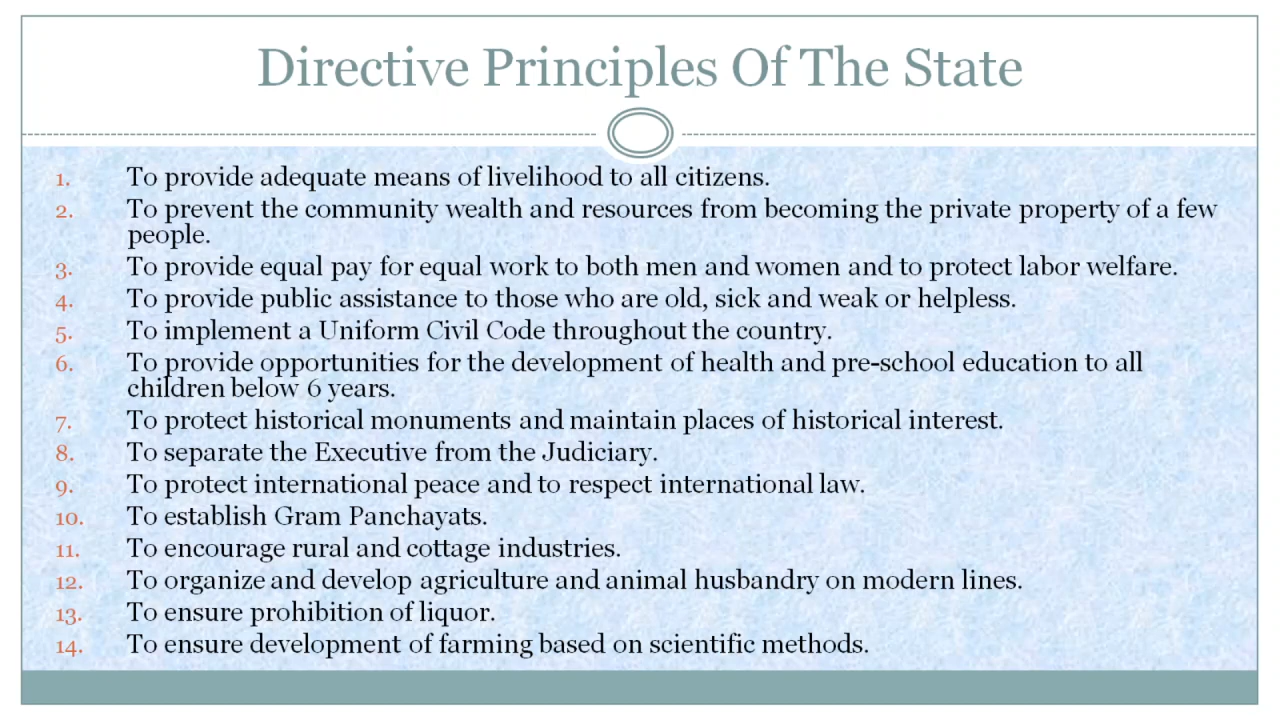 Directive Principles Of The State
1. To provide adequate means of livelihood to all citizens.
2. To prevent the community wealth and resources from becoming the private property of a few
people.
3. To provide equal pay for equal work to both men and women and to protect labor welfare.
4. To provide public assistance to those who are old, sick and weak or helpless.
5. To implement a Uniform Civil Code throughout the country.
6. To provide opportunities for the development of health and pre-school education to all
children below 6 years.
7. To protect historical monuments and maintain places of historical interest.
8. To separate the Executive from the Judiciary.
9. To protect international peace and to respect international law.
10. To establish Gram Panchayats.
11. To encourage rural and cottage industries.
12. To organize and develop agriculture and animal husbandry on modern lines.
13. To ensure prohibition of liquor.
14. To ensure development of farming based on scientific methods.